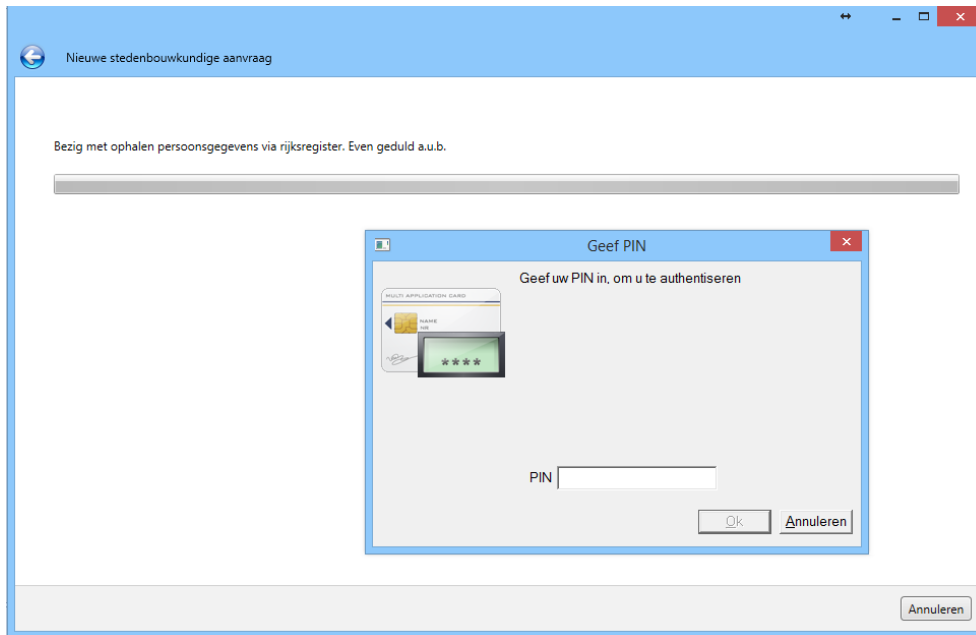 Nieuwe stedenbouwkundige aanvraag
Bezig met ophalen persoonsgegevens via rijksregister. Even geduld a.u.b.
Geef PIN
Geef uw PIN in, om u te authentiseren
MULTI APPLICATION CARD
NAME
NR
****
PIN
Ok
Annuleren
Annuleren